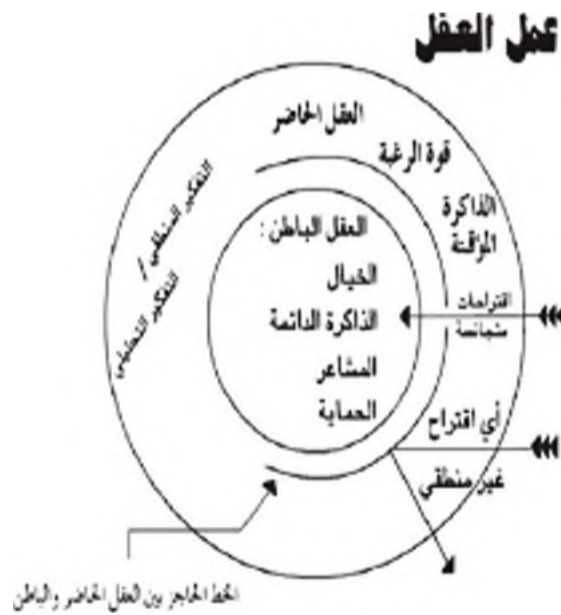 عمل العقل
العقل الحاضر
قوة الرغبة
الذاكرة
المؤقتة
التفكير المنطقي /
التفكير التحليلي
العقل الباطن :
الخيال
الذاكرة الدائمة
المشاعر
الحماية
اقتراحات
متجانسة
أي اقتراح
غير منطقي
الخط الحاجز بين العقل الحاضر والباطن